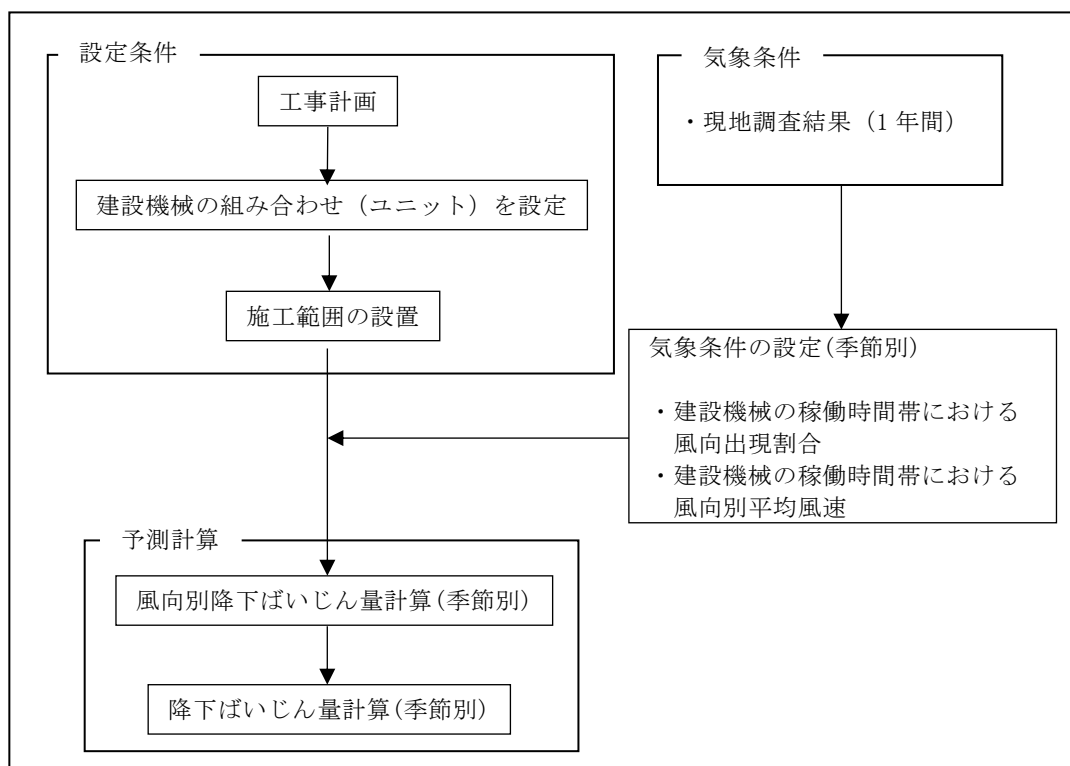 設定条件
工事計画
建設機械の組み合わせ（ユニット）を設定
施工範囲の設置
気象条件
・現地調査結果（1年間）
気象条件の設定(季節別)
・建設機械の稼働時間帯における
風向出現割合
・建設機械の稼働時間帯における
風向別平均風速
予測計算
風向別降下ばいじん量計算(季節別)
降下ばいじん量計算(季節別)